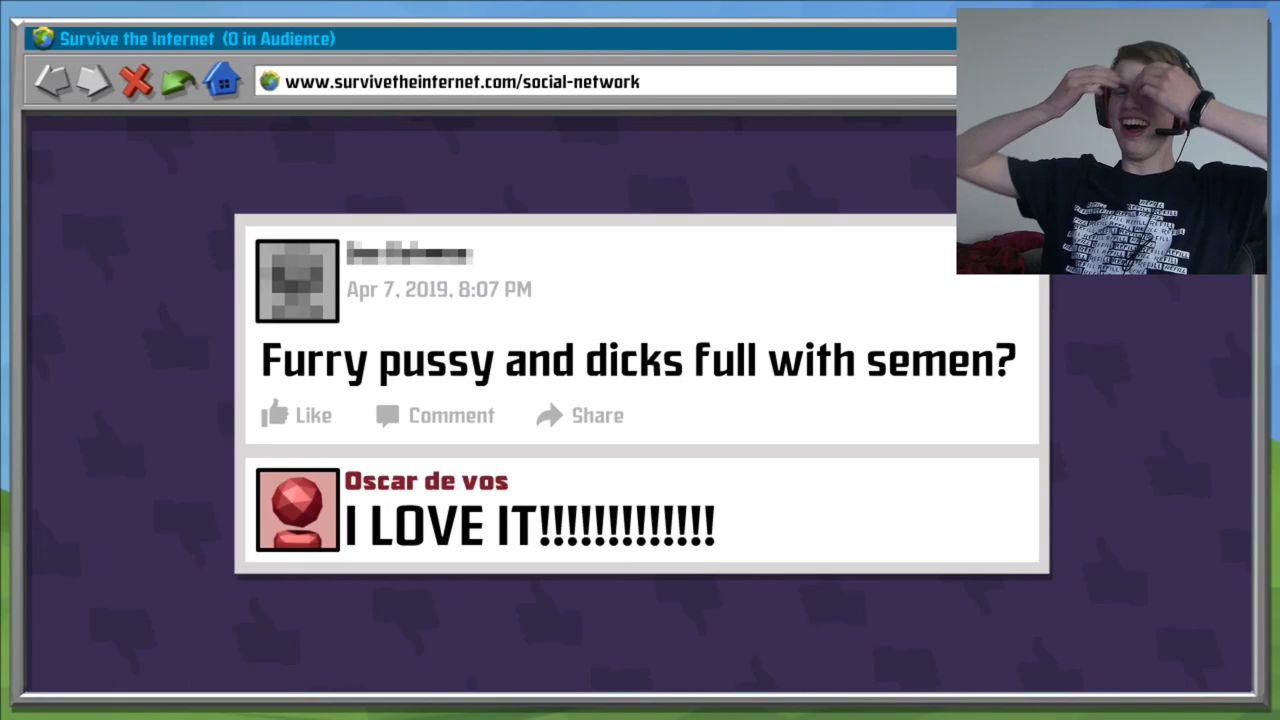 Survive the Internet (0 in Audience)
www.survivetheinternet.com/social-network
Apr 7, 2019, 8:07 PM
Furry pussy and dicks full with semen?
Like Comment Share
Oscar de vos
I LOVE IT!!!!!!!!!!!!!